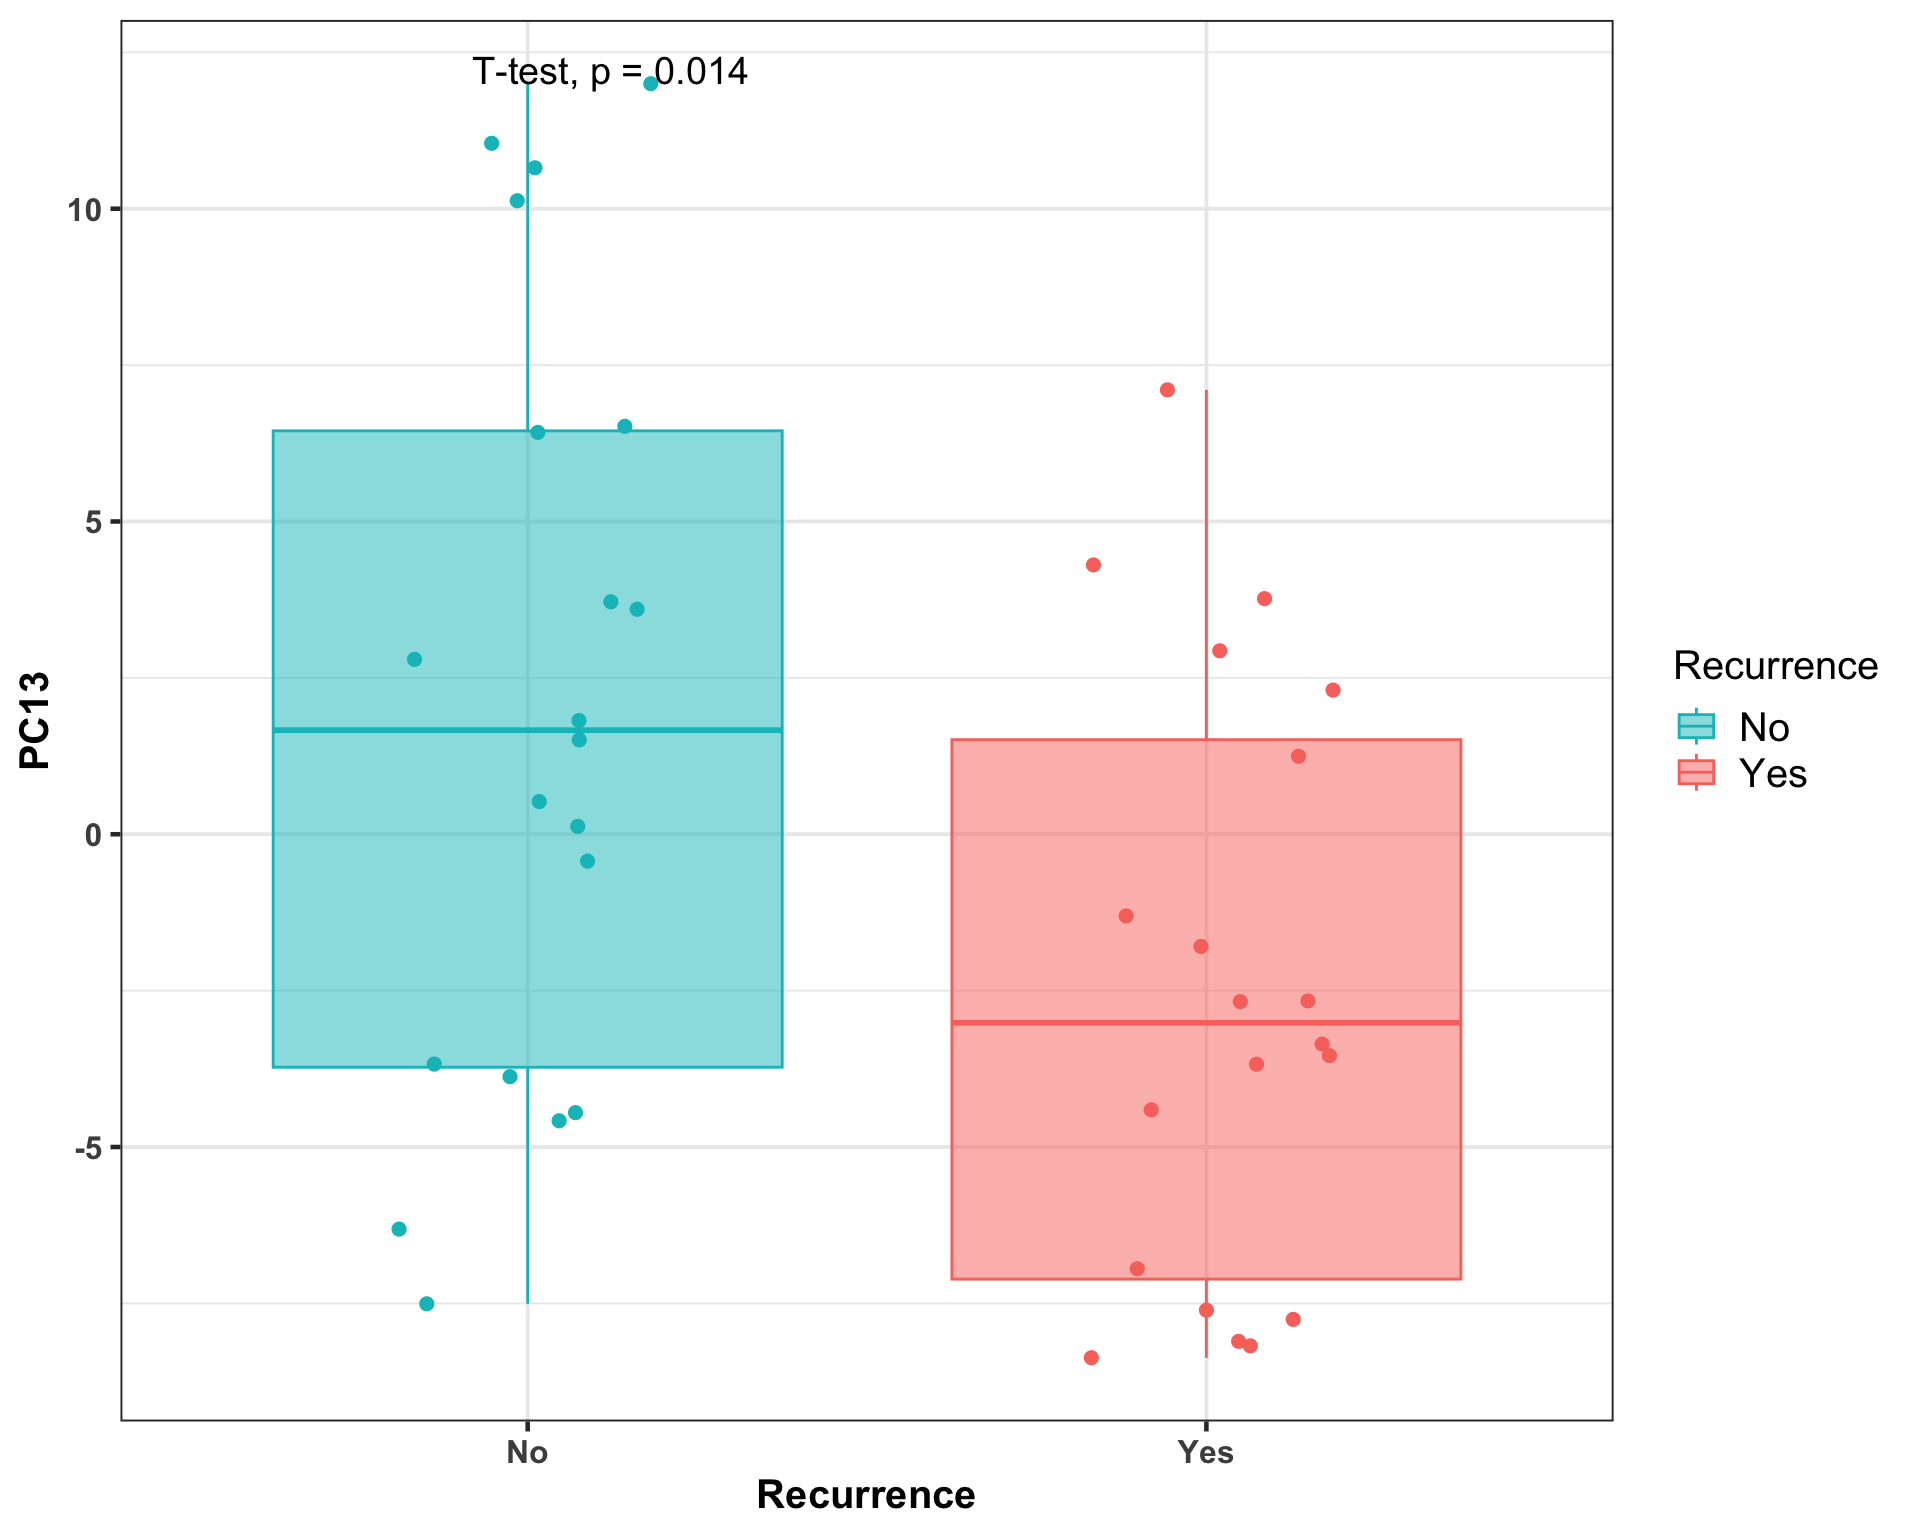 T-test, p = 0.014
10
5
0
-5
PC13
No
Yes
Recurrence
Recurrence
No
Yes